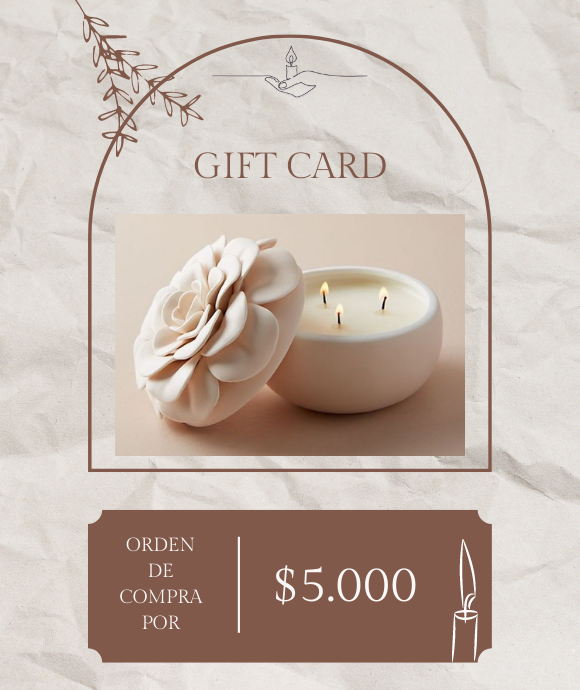 GIFT CARD
ORDEN
DE
COMPRA
POR
$5.000